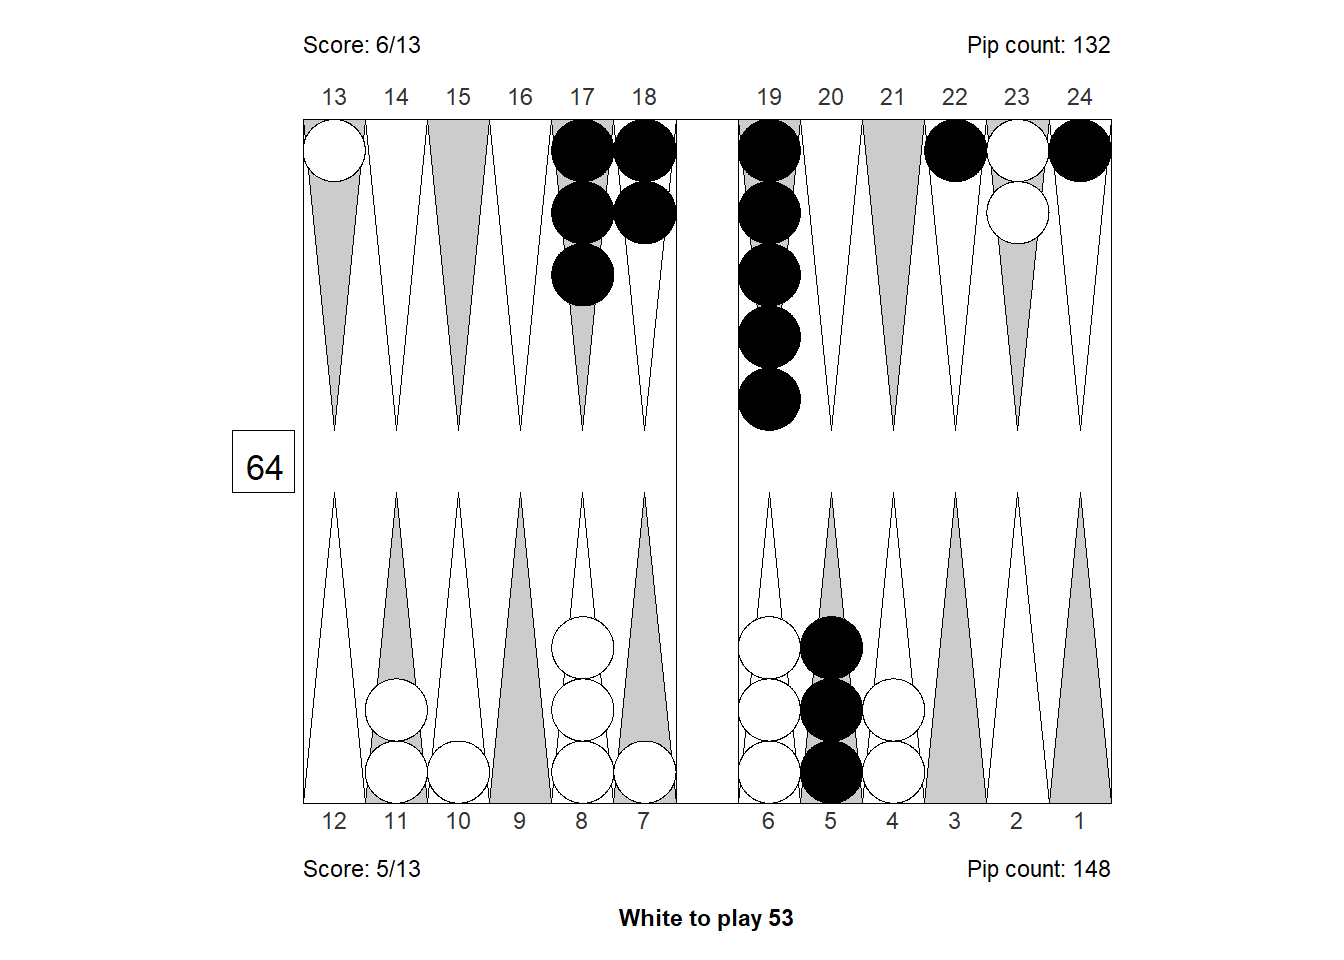 Score: 6/13 Pip count: 132
13 14 15 16 17 18 19 20 21 22 23 24
64
12 11 10 9 8 7 6 5 4 3 2 1
Score: 5/13 Pip count: 148
White to play 53